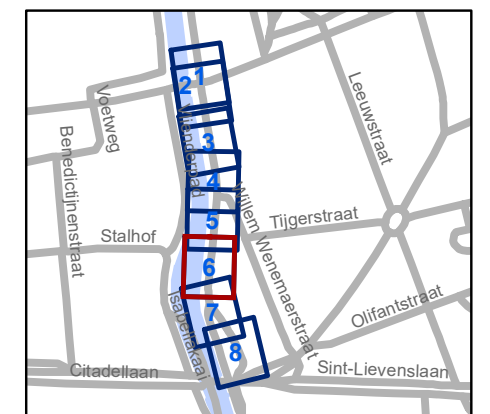 1
2
Voetweg
Leeuwstraat
Vlianderpad
3
Benedictijnenstraat
4
Willem Wenemaerstraat
5
Tijgerstraat
Stalhof
6
Isabellakaai
7
Olifantstraat
8
Citadellaan
Sint-Lievenslaan